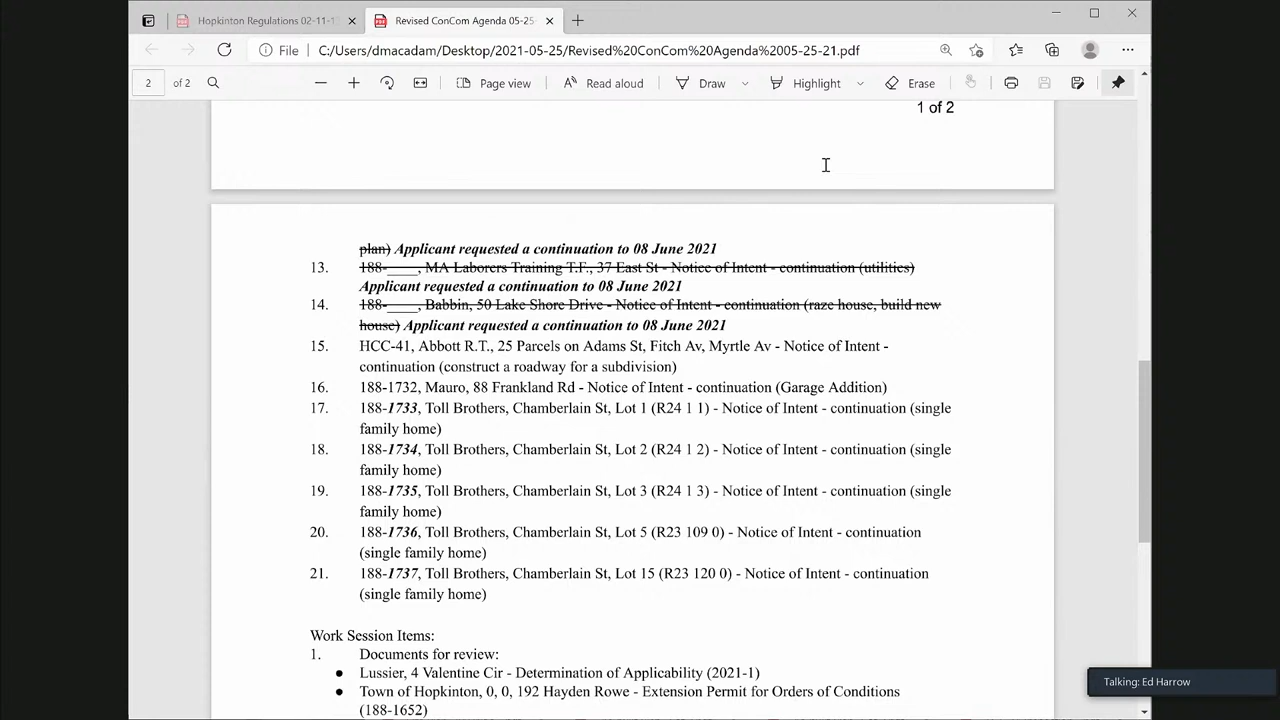 Hopkinton Regulations 02-11-1
Revised ConCom Agenda 05-25-
File C:/Users/dmacadam/Desktop/2021-05-25/Revised%20ConCom%20Agenda%2005-25-21.pdf
2 of 2 Page view Read aloud Draw Highlight Erase
1 of 2
plan) Applicant requested a continuation to 08 June 2021
13. 188-____, MA Laborers Training T.F., 37 East St - Notice of Intent - continuation (utilities)
Applicant requested a continuation to 08 June 2021
14. 188-____, Babbin, 50 Lake Shore Drive - Notice of Intent - continuation (raze house, build new
house) Applicant requested a continuation to 08 June 2021
15. HCC-41, Abbott R.T., 25 Parcels on Adams St, Fitch Av, Myrtle Av - Notice of Intent -
continuation (construct a roadway for a subdivision)
16. 188-1732, Mauro, 88 Frankland Rd - Notice of Intent - continuation (Garage Addition)
17. 188-1733, Toll Brothers, Chamberlain St, Lot 1 (R24 1 1) - Notice of Intent - continuation (single
family home)
18. 188-1734, Toll Brothers, Chamberlain St, Lot 2 (R24 1 2) - Notice of Intent - continuation (single
family home)
19. 188-1735, Toll Brothers, Chamberlain St, Lot 3 (R24 1 3) - Notice of Intent - continuation (single
family home)
20. 188-1736, Toll Brothers, Chamberlain St, Lot 5 (R23 109 0) - Notice of Intent - continuation
(single family home)
21. 188-1737, Toll Brothers, Chamberlain St, Lot 15 (R23 120 0) - Notice of Intent - continuation
(single family home)
Work Session Items:
1. Documents for review:
● Lussier, 4 Valentine Cir - Determination of Applicability (2021-1)
● Town of Hopkinton, 0, 0, 192 Hayden Rowe - Extension Permit for Orders of Conditions
(188-1652)
Talking: Ed Harrow